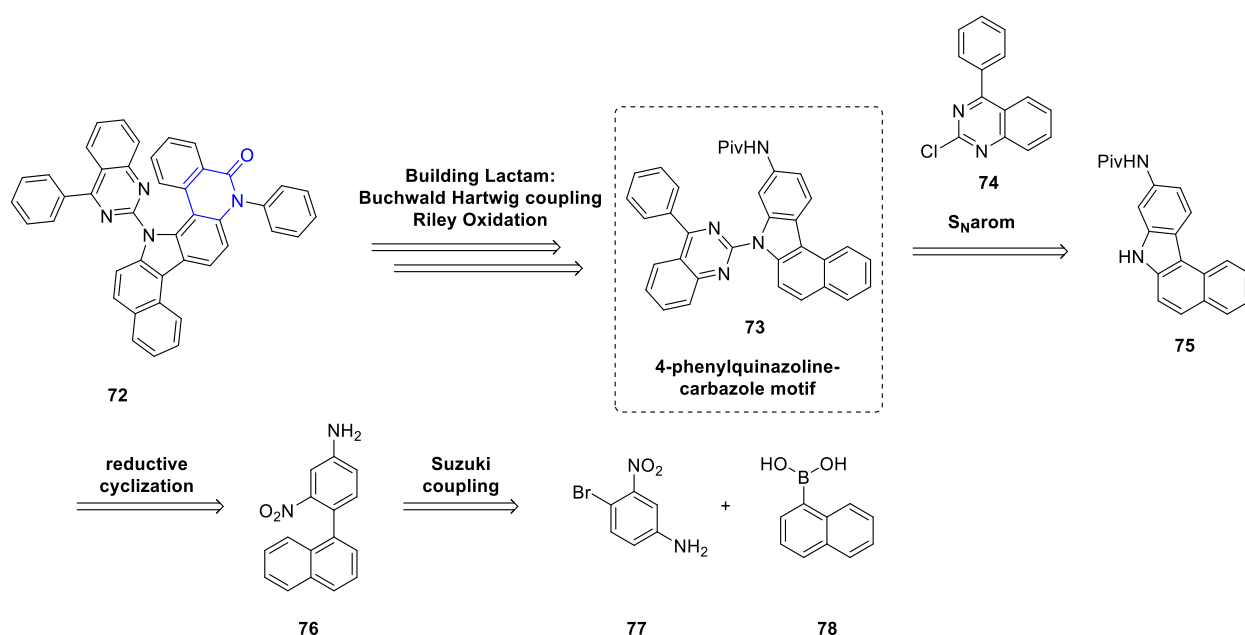 N
N
N
O
N
72
Building Lactam:
Buchwald Hartwig coupling
Riley Oxidation
PivHN
N
N
N
73
4-phenylquinazoline-
carbazole motif
N
N
Cl
74
SNarom
PivHN
HN
75
reductive
cyclization
NH2
O2N
76
Suzuki
coupling
NO2
Br
NH2
77
+
HO
OH
B
78